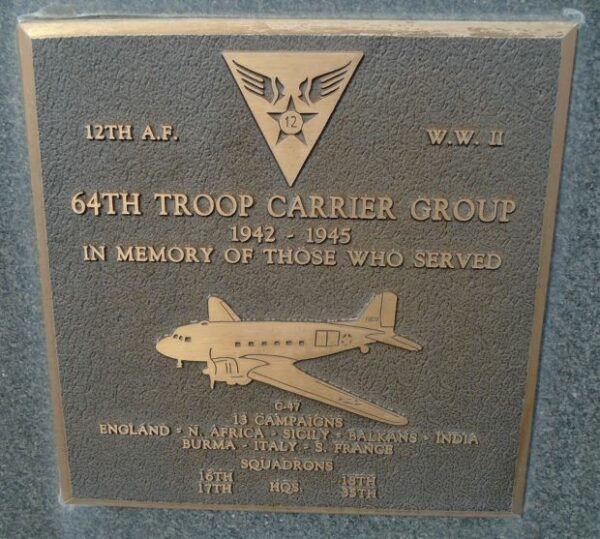 12
12TH A.F.
W.W. II
64TH TROOP CARRIER GROUP
1942 - 1945
IN MEMORY OF THOSE WHO SERVED
C-47
13 CAMPAIGNS
ENGLAND · N. AFRICA · SICILY · BALKANS · INDIA
BURMA · ITALY · S. FRANCE
SQUADRONS
16TH 18TH
17TH HQS. 35TH